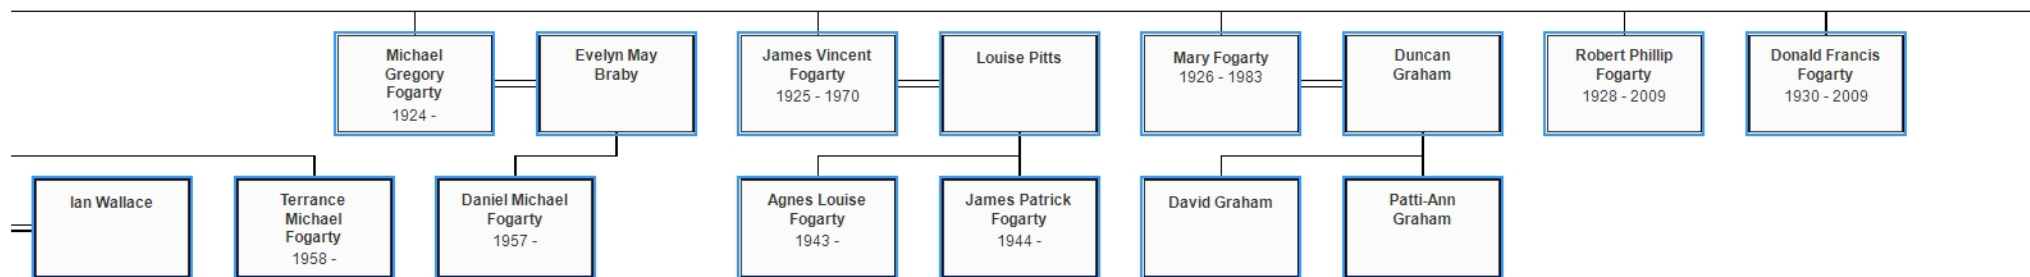 Michael
Gregory
Fogarty
1924 -
Evelyn May
Braby
James Vincent
Fogarty
1925 - 1970
Louise Pitts
Mary Fogarty
1926 - 1983
Duncan
Graham
Robert Phillip
Fogarty
1928 - 2009
Donald Francis
Fogarty
1930 - 2009
Ian Wallace
Terrance
Michael
Fogarty
1958 -
Daniel Michael
Fogarty
1957 -
Agnes Louise
Fogarty
1943 -
James Patrick
Fogarty
1944 -
David Graham
Patti-Ann
Graham